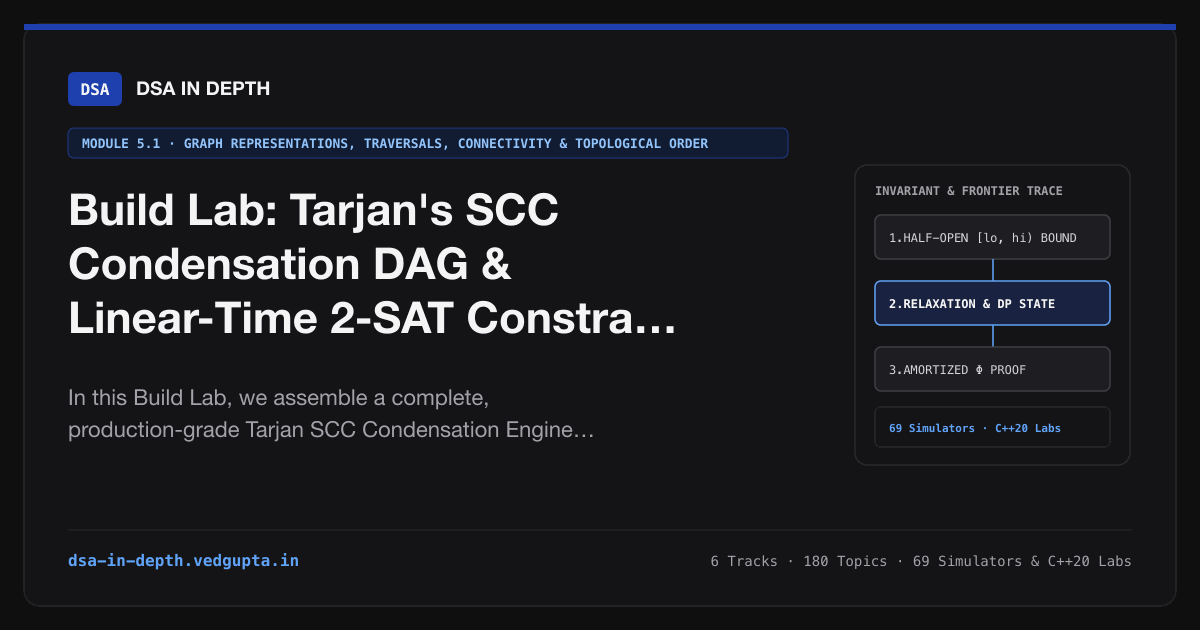 DSA
DSA IN DEPTH
MODULE 5.1 · GRAPH REPRESENTATIONS, TRAVERSALS, CONNECTIVITY & TOPOLOGICAL ORDER
Build Lab: Tarjan's SCC
Condensation DAG &
Linear-Time 2-SAT Constra...
In this Build Lab, we assemble a complete,
production-grade Tarjan SCC Condensation Engine...
INVARIANT & FRONTIER TRACE
1.HALF-OPEN [lo, hi) BOUND
2.RELAXATION & DP STATE
3.AMORTIZED Φ PROOF
69 Simulators · C++20 Labs
dsa-in-depth.vedgupta.in
6 Tracks · 180 Topics · 69 Simulators & C++20 Labs